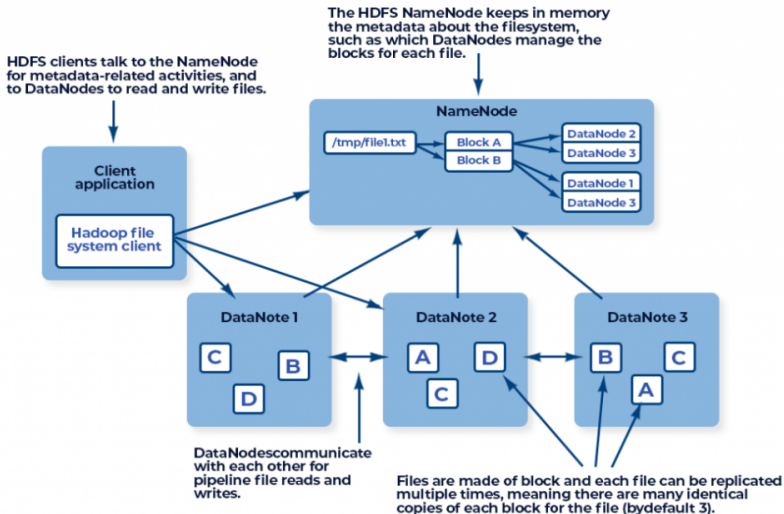 The HDFS NameNode keeps in memory
the metadata about the filesystem,
such as which DataNodes manage the
blocks for each file.
HDFS clients talk to the NameNode
for metadata-related activities, and
to DataNodes to read and write files.
NameNode
/tmp/file1.txt
Block A
Block B
DataNode 2
DataNode 3
DataNode 1
DataNode 3
Client
application
Hadoop file
system client
DataNote 1
C
B
D
DataNote 2
A
D
C
DataNote 3
B
C
A
DataNodescommunicate
with each other for
pipeline file reads and
writes.
Files are made of block and each file can be replicated
multiple times, meaning there are many identical
copies of each block for the file (bydefault 3).